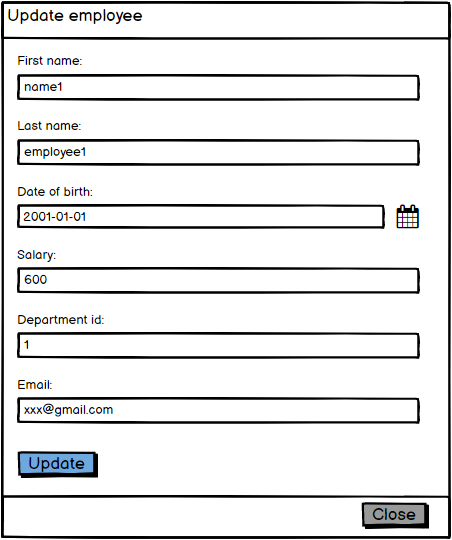 Update employee
First name:
name1
Last name:
employee1
Date of birth:
2001-01-01
Salary:
600
Department id:
1
Email:
xxx@gmail.com
Update
Close